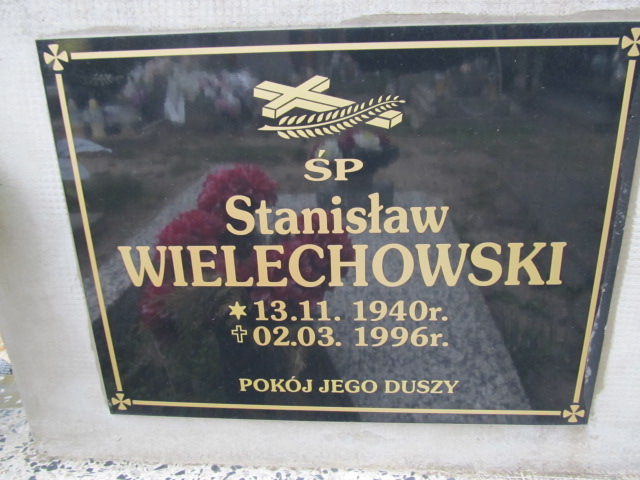 ŚP
Stanisław
WIELECHOWSKI
✶ 13.11. 1940r.
✞ 02.03. 1996r.
POKÓJ JEGO DUSZY